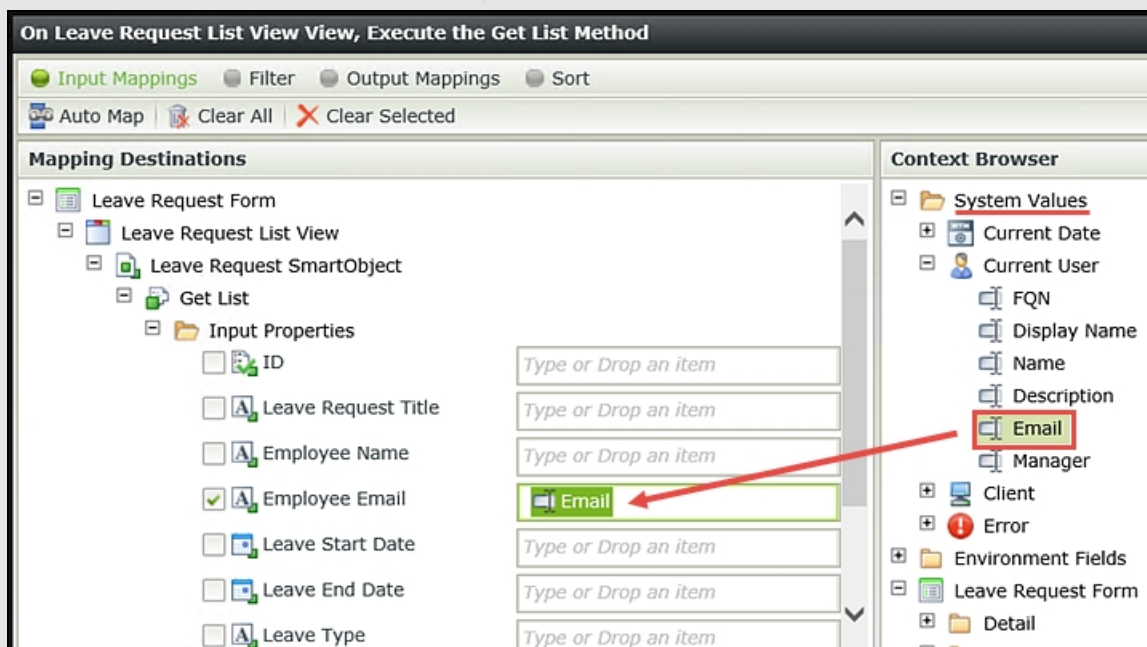 On Leave Request List View View, Execute the Get List Method
Input Mappings Filter Output Mappings Sort
Auto Map Clear All Clear Selected
Mapping Destinations
Leave Request Form
Leave Request List View
Leave Request SmartObject
Get List
Input Properties
ID Type or Drop an item
Leave Request Title Type or Drop an item
Employee Name Type or Drop an item
Employee Email Email
Leave Start Date Type or Drop an item
Leave End Date Type or Drop an item
Leave Type Type or Drop an item
Context Browser
System Values
Current Date
Current User
FQN
Display Name
Name
Description
Email
Manager
Client
Error
Environment Fields
Leave Request Form
Detail